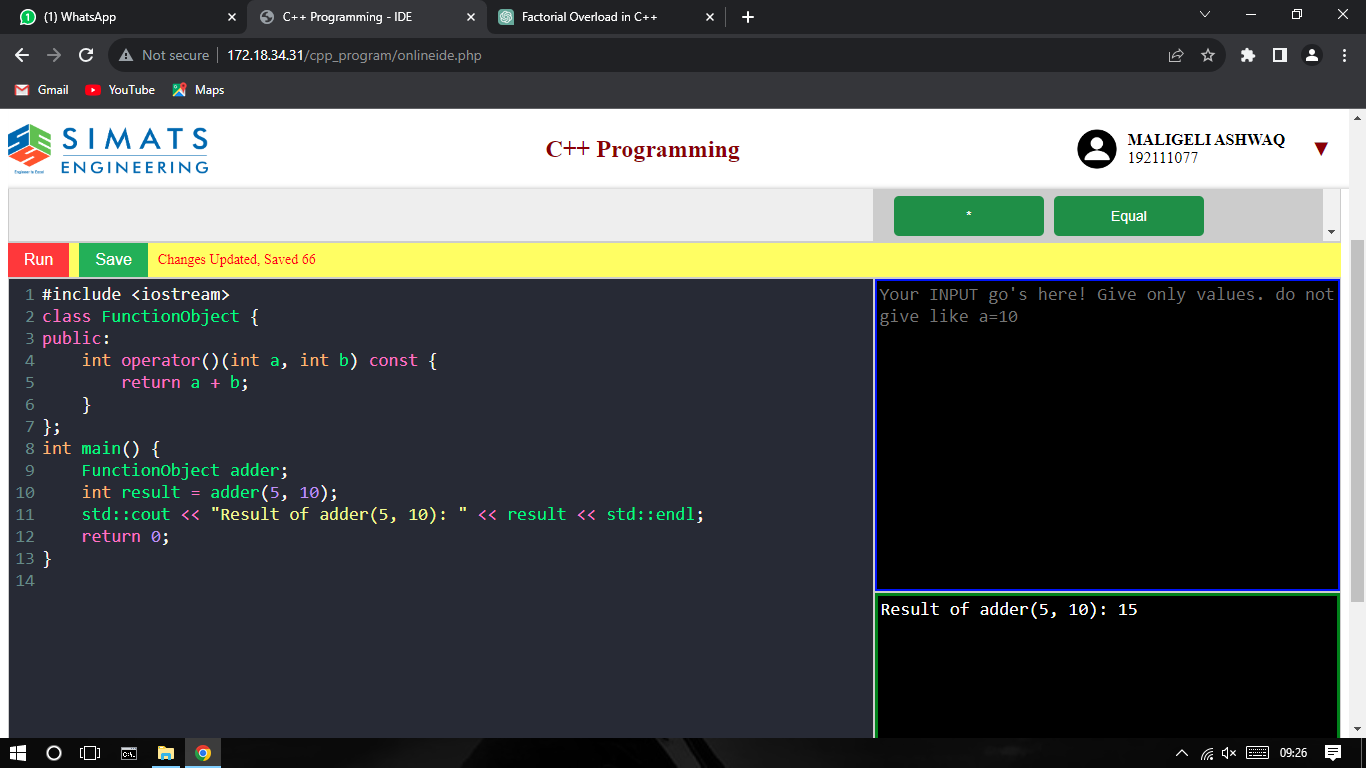 (1) WhatsApp
C++ Programming - IDE
Factorial Overload in C++
Not secure
172.18.34.31/cpp_program/onlineide.php
Gmail
YouTube
Maps
SIMATS
ENGINEERING
Engineer to Excel
C++ Programming
MALIGELI ASHWAQ
192111077
*
Equal
Run
Save
Changes Updated, Saved 66
1 #include <iostream>
2 class FunctionObject {
3 public:
4     int operator()(int a, int b) const {
5         return a + b;
6     }
7 };
8 int main() {
9     FunctionObject adder;
10     int result = adder(5, 10);
11     std::cout << "Result of adder(5, 10): " << result << std::endl;
12     return 0;
13 }
14
Your INPUT go's here! Give only values. do not
give like a=10
Result of adder(5, 10): 15
09:26